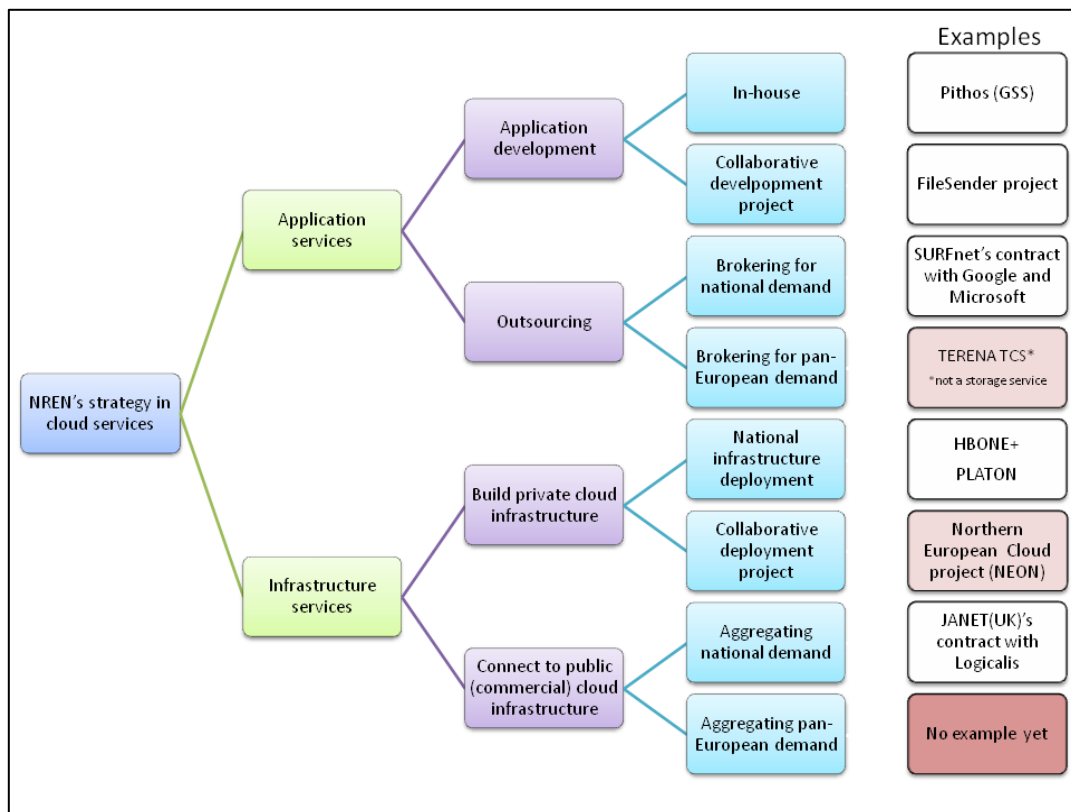 Examples
In-house
Pithos (GSS)
Application
development
Collaborative
develpopment
project
FileSender project
Application
services
Brokering for
national demand
SURFnet's contract
with Google and
Microsoft
Outsourcing
Brokering for pan-
European demand
TERENA TCS*
*not a storage service
NREN's strategy in
cloud services
National
infrastructure
deployment
HBONE+
PLATON
Build private cloud
infrastructure
Collaborative
deployment
project
Northern
European Cloud
project (NEON)
Infrastructure
services
Aggregating
national demand
JANET(UK)'s
contract with
Logicalis
Connect to public
(commercial) cloud
infrastructure
Aggregating pan-
European demand
No example yet